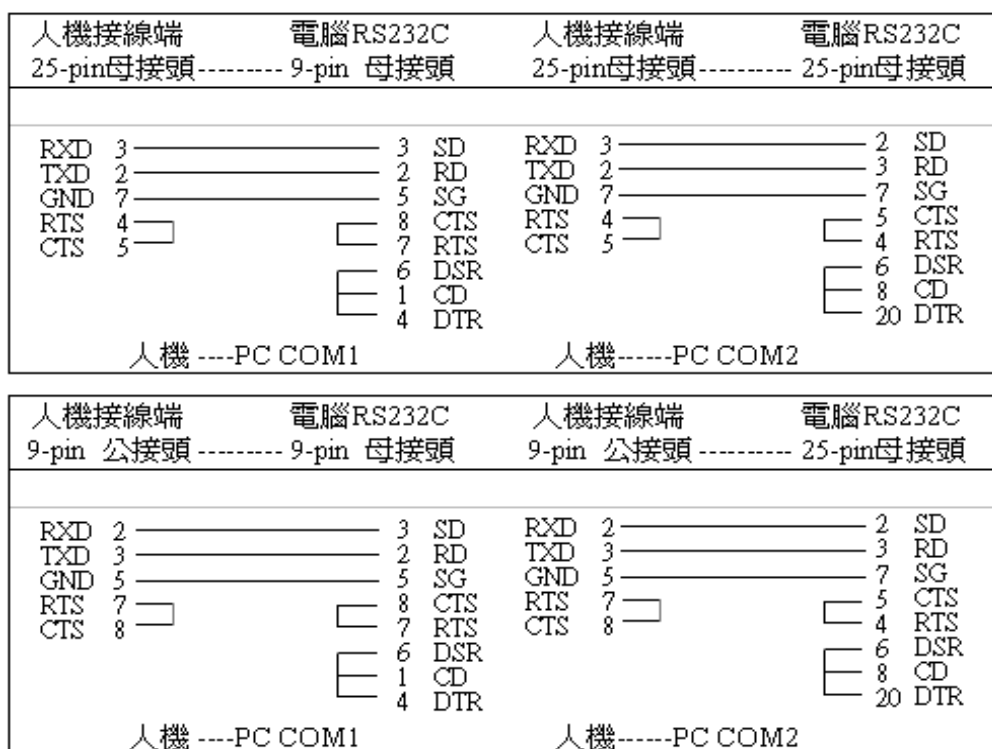 人機接線端 電腦RS232C 人機接線端 電腦RS232C
25-pin母接頭--------- 9-pin 母接頭 25-pin母接頭---------- 25-pin母接頭
RXD 3 3 SD RXD 3 2 SD
TXD 2 2 RD TXD 2 3 RD
GND 7 5 SG GND 7 7 SG
RTS 4 8 CTS RTS 4 5 CTS
CTS 5 7 RTS CTS 5 4 RTS
6 DSR 6 DSR
1 CD 8 CD
4 DTR 20 DTR
人機 ----PC COM1 人機------PC COM2
人機接線端 電腦RS232C 人機接線端 電腦RS232C
9-pin 公接頭 --------- 9-pin 母接頭 9-pin 公接頭 ---------- 25-pin母接頭
RXD 2 3 SD RXD 2 2 SD
TXD 3 2 RD TXD 3 3 RD
GND 5 5 SG GND 5 7 SG
RTS 7 8 CTS RTS 7 5 CTS
CTS 8 7 RTS CTS 8 4 RTS
6 DSR 6 DSR
1 CD 8 CD
4 DTR 20 DTR
人機 ----PC COM1 人機------PC COM2